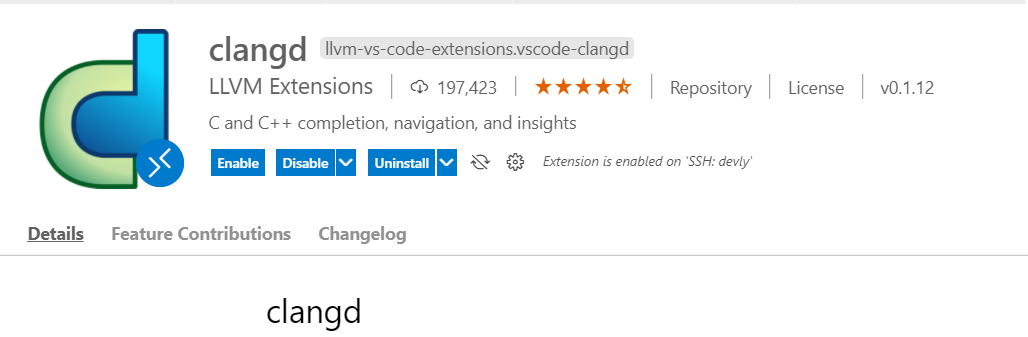 clangd llvm-vs-code-extensions.vscode-clangd
LLVM Extensions 197,423 Repository License v0.1.12
C and C++ completion, navigation, and insights
Enable Disable Uninstall Extension is enabled on 'SSH: devly'
Details Feature Contributions Changelog
clangd